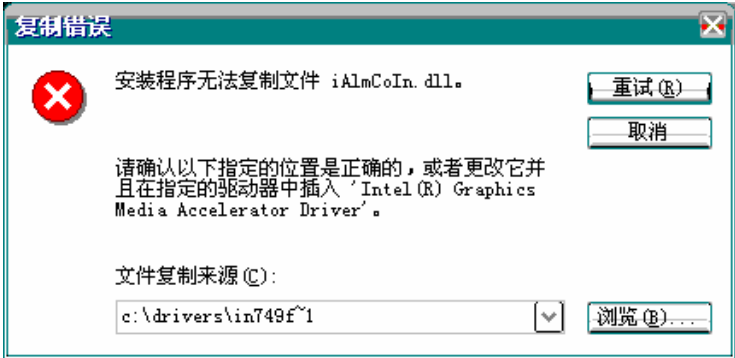 复制错误
安装程序无法复制文件 iAlmCoIn.dll。
重试(R)
取消
请确认以下指定的位置是正确的，或者更改它并
且在指定的驱动器中插入 'Intel(R) Graphics
Media Accelerator Driver'。
文件复制来源(C):
c:\drivers\in749f~1
浏览(B)...